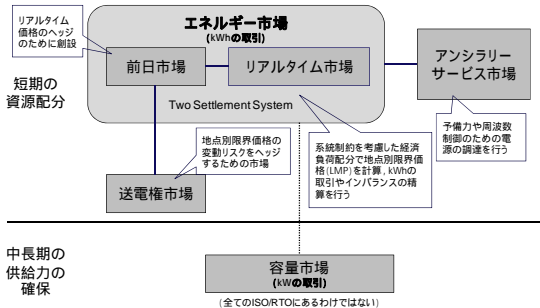 エネルギー市場
(kWhの取引)
リアルタイム
価格のヘッジ
のために創設
前日市場
リアルタイム市場
Two Settlement System
アンシラリー
サービス市場
短期の
資源配分
地点別限界価格の
変動リスクをヘッジ
するための市場
系統制約を考慮した経済
負荷配分で地点別限界価
格(LMP)を計算，kWhの
取引やインバランスの精
算を行う
予備力や周波数
制御のための電
源の調達を行う
送電権市場
中長期の
供給力の
確保
容量市場
(kWの取引)
(全てのISO/RTOにあるわけではない)